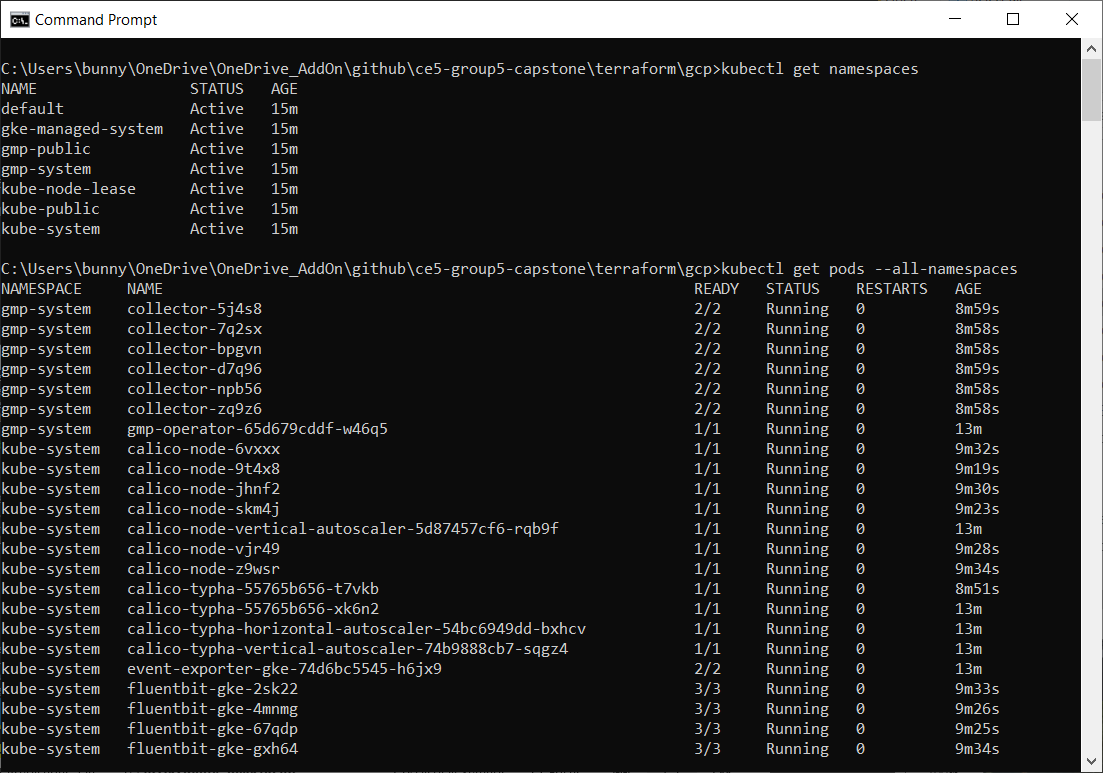 Command Prompt
C:\Users\bunny\OneDrive\OneDrive_AddOn\github\ce5-group5-capstone\terraform\gcp>kubectl get namespaces
NAME                 STATUS   AGE
default              Active   15m
gke-managed-system   Active   15m
gmp-public           Active   15m
gmp-system           Active   15m
kube-node-lease      Active   15m
kube-public          Active   15m
kube-system          Active   15m
C:\Users\bunny\OneDrive\OneDrive_AddOn\github\ce5-group5-capstone\terraform\gcp>kubectl get pods --all-namespaces
NAMESPACE     NAME                                                           READY   STATUS    RESTARTS   AGE
gmp-system    collector-5j4s8                                                2/2     Running   0          8m59s
gmp-system    collector-7q2sx                                                2/2     Running   0          8m58s
gmp-system    collector-bpgvn                                                2/2     Running   0          8m58s
gmp-system    collector-d7q96                                                2/2     Running   0          8m59s
gmp-system    collector-npb56                                                2/2     Running   0          8m58s
gmp-system    collector-zq9z6                                                2/2     Running   0          8m58s
gmp-system    gmp-operator-65d679cddf-w46q5                                  1/1     Running   0          13m
kube-system   calico-node-6vxxx                                              1/1     Running   0          9m32s
kube-system   calico-node-9t4x8                                              1/1     Running   0          9m19s
kube-system   calico-node-jhnf2                                              1/1     Running   0          9m30s
kube-system   calico-node-skm4j                                              1/1     Running   0          9m23s
kube-system   calico-node-vertical-autoscaler-5d87457cf6-rqb9f               1/1     Running   0          13m
kube-system   calico-node-vjr49                                              1/1     Running   0          9m28s
kube-system   calico-node-z9wsr                                              1/1     Running   0          9m34s
kube-system   calico-typha-55765b656-t7vkb                                   1/1     Running   0          8m51s
kube-system   calico-typha-55765b656-xk6n2                                   1/1     Running   0          13m
kube-system   calico-typha-horizontal-autoscaler-54bc6949dd-bxhcv            1/1     Running   0          13m
kube-system   calico-typha-vertical-autoscaler-74b9888cb7-sqgz4              1/1     Running   0          13m
kube-system   event-exporter-gke-74d6bc5545-h6jx9                            2/2     Running   0          13m
kube-system   fluentbit-gke-2sk22                                            3/3     Running   0          9m33s
kube-system   fluentbit-gke-4mnmg                                            3/3     Running   0          9m26s
kube-system   fluentbit-gke-67qdp                                            3/3     Running   0          9m25s
kube-system   fluentbit-gke-gxh64                                            3/3     Running   0          9m34s